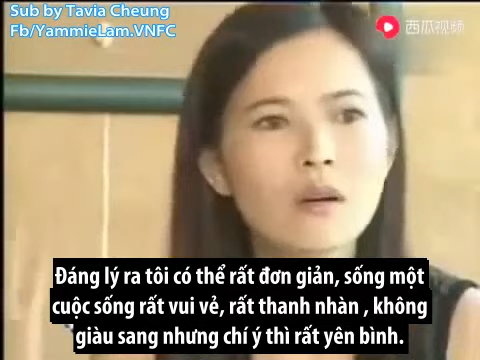 Sub by Tavia Cheung
Fb/YammieLam.VNFC
西瓜视频
Đáng lý ra tôi có thể rất đơn giản, sống một
cuộc sống rất vui vẻ, rất thanh nhàn , không
giàu sang nhưng chí ý thì rất yên bình.